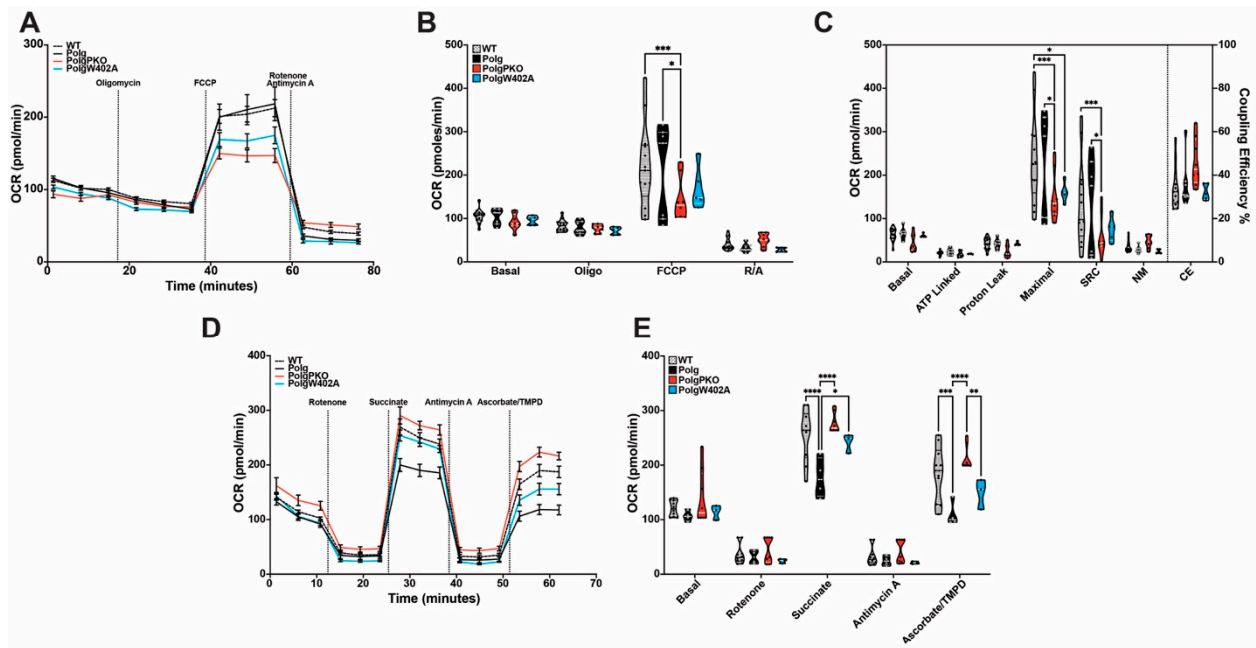 A
WT
Polg
PolgPKO
PolgW402A
Oligomycin
FCCP
Rotenone
Antimycin A
300
200
100
0
OCR (pmol/min)
0 20 40 60 80
Time (minutes)
B
WT
Polg
PolgPKO
PolgW402A
***
*
500
400
300
200
100
0
OCR (pmoles/min)
Basal Oligo FCCP R/A
C
WT
Polg
PolgPKO
PolgW402A
*
***
*
***
*
500
400
300
200
100
0
OCR (pmol/min)
100
80
60
40
20
0
Coupling Efficiency %
Basal
ATP Linked
Proton Leak
Maximal
SRC
NM
CE
D
WT
Polg
PolgPKO
PolgW402A
Rotenone
Succinate
Antimycin A
Ascorbate/TMPD
400
300
200
100
0
OCR (pmol/min)
0 10 20 30 40 50 60 70
Time (minutes)
E
WT
Polg
PolgPKO
PolgW402A
****
****
*
****
***
**
400
300
200
100
0
OCR (pmol/min)
Basal
Rotenone
Succinate
Antimycin A
Ascorbate/TMPD